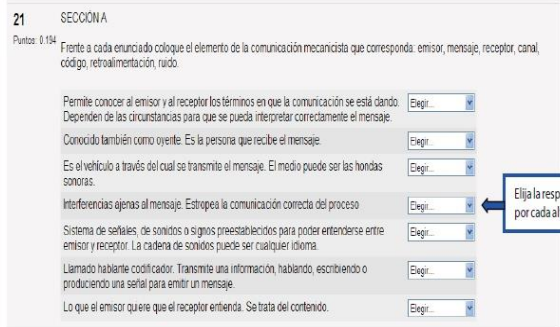 21 SECCIÓN A
Puntos: 0.194
Frente a cada enunciado coloque el elemento de la comunicación mecanicista que corresponda: emisor, mensaje, receptor, canal,
código, retroalimentación, ruido.
Permite conocer al emisor y al receptor los términos en que la comunicación se está dando.
Dependen de las circunstancias para que se pueda interpretar correctamente el mensaje.
Elegir...
Conocido también como oyente. Es la persona que recibe el mensaje.
Elegir...
Es el vehículo a través del cual se transmite el mensaje. El medio puede ser las hondas
sonoras.
Elegir...
Interferencias ajenas al mensaje. Estropea la comunicación correcta del proceso
Elegir...
Elija la resp
por cada al
Sistema de señales, de sonidos o signos preestablecidos para poder entenderse entre
emisor y receptor. La cadena de sonidos puede ser cualquier idioma.
Elegir...
Llamado hablante codificador. Transmite una información, hablando, escribiendo o
produciendo una señal para emitir un mensaje.
Elegir...
Lo que el emisor quiere que el receptor entienda. Se trata del contenido.
Elegir...